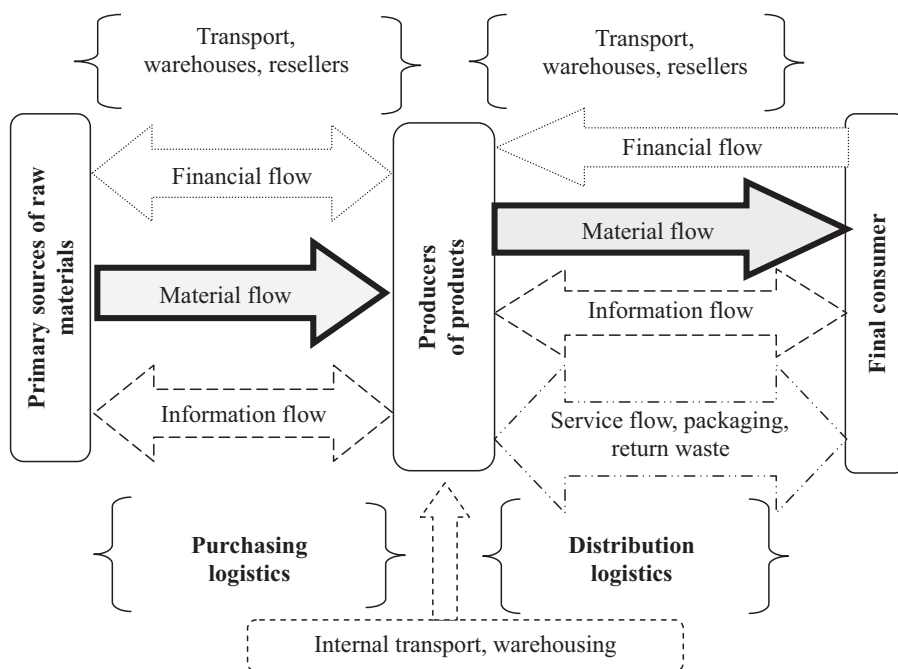 Transport,
warehouses, resellers
Transport,
warehouses, resellers
Primary sources of raw
materials
Financial flow
Material flow
Information flow
Producers
of products
Financial flow
Material flow
Information flow
Service flow, packaging,
return waste
Final consumer
Purchasing
logistics
Distribution
logistics
Internal transport, warehousing